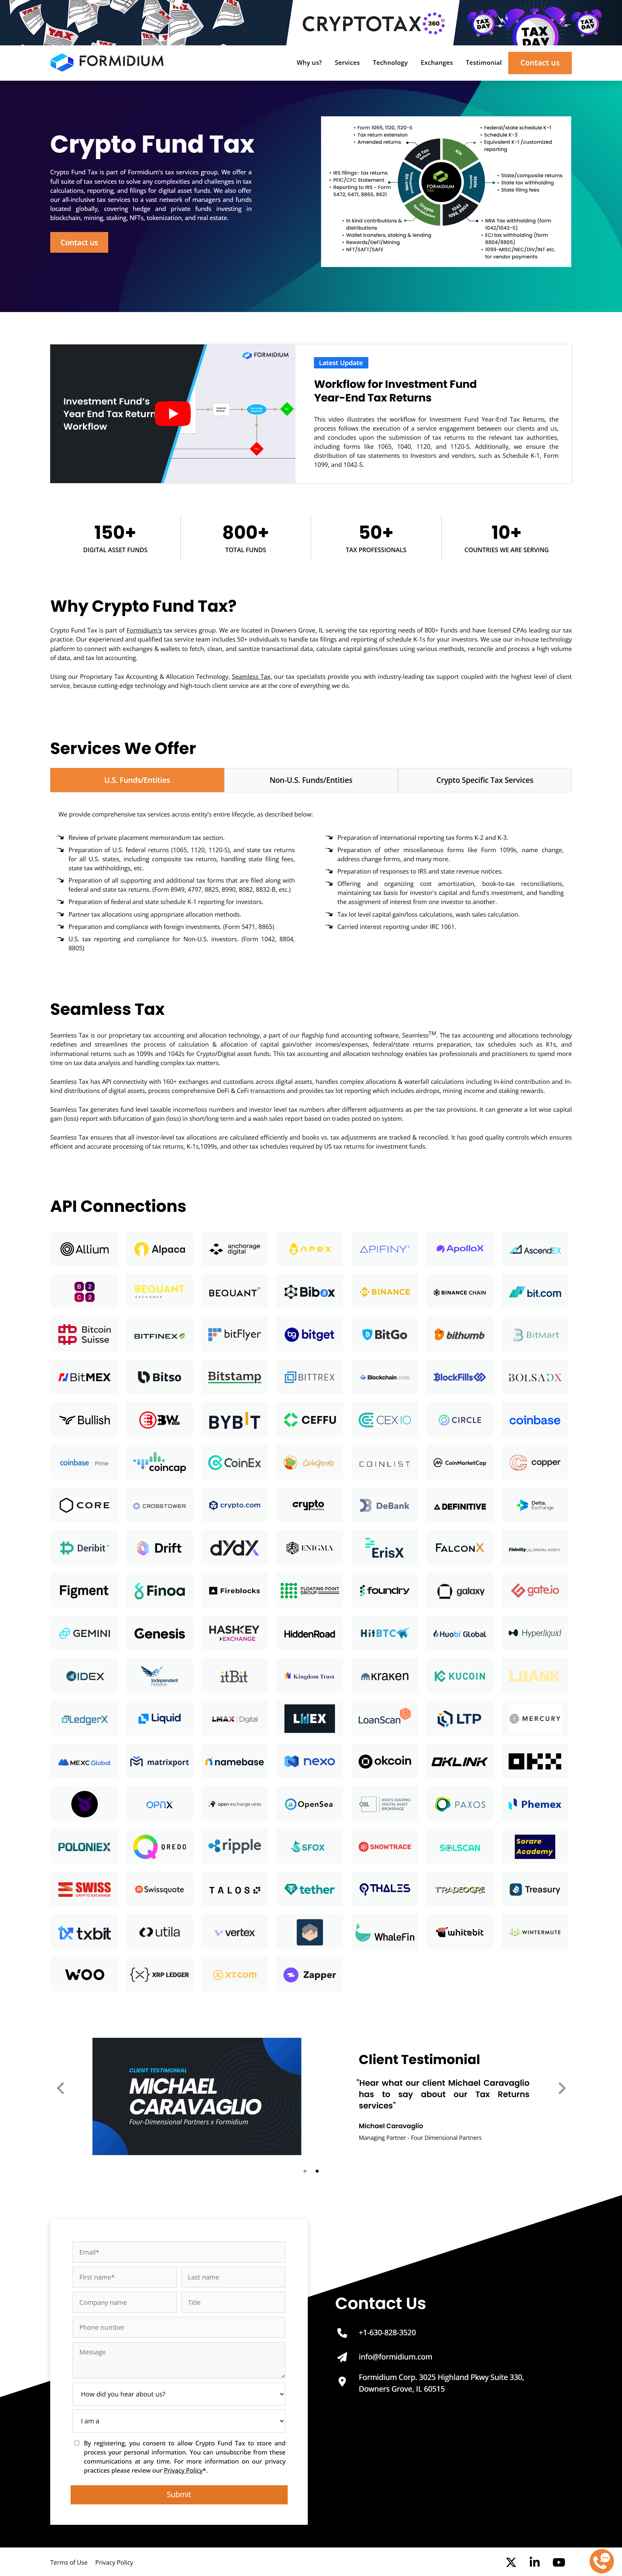 TAX
TAX
CRYPTOTAX 360°
TAX DAY
TAX DAY
TAX DAY
FORMIDIUM
Why us?
Services
Technology
Exchanges
Testimonial
Contact us
Crypto Fund Tax
Crypto Fund Tax is part of Formidium's tax services group. We offer a
full suite of tax services to solve any complexities and challenges in tax
calculations, reporting, and filings for digital asset funds. We also offer
our all-inclusive tax services to a vast network of managers and funds
located globally, covering hedge and private funds investing in
blockchain, mining, staking, NFTs, tokenization, and real estate.
Contact us
• Form 1065, 1120, 1120-S
• Tax return extension
• Amended returns
• Federal/state schedule K-1
• Schedule K-3
• Equivalent K-1 /customized
reporting
• IRS filings- tax returns
• PFIC/CFC Statement
• Reporting to IRS - Form
5472, 5471, 8865, 8621
• State/composite returns
• State tax withholding
• State filing fees
• In kind contributions &
distributions
• Wallet transfers, staking & lending
• Rewards/DeFi/Mining
• NFT/SAFT/SAFE
• NRA Tax withholding (form
1042/1042-S)
• ECI tax withholding (form
8804/8805)
• 1099-MISC/NEC/DIV/INT etc.
for vendor payments
K1s
FORMIDIUM
1042, 1099, 8804
FORMIDIUM
Investment Fund's
Year End Tax Return
Workflow
Latest Update
Workflow for Investment Fund
Year-End Tax Returns
This video illustrates the workflow for Investment Fund Year-End Tax Returns, the
process follows the execution of a service engagement between our clients and us,
and concludes upon the submission of tax returns to the relevant tax authorities,
including forms like 1065, 1040, 1120, and 1120-S. Additionally, we ensure the
distribution of tax statements to Investors and vendors, such as Schedule K-1, Form
1099, and 1042-S.
150+
DIGITAL ASSET FUNDS
800+
TOTAL FUNDS
50+
TAX PROFESSIONALS
10+
COUNTRIES WE ARE SERVING
Why Crypto Fund Tax?
Crypto Fund Tax is part of Formidium's tax services group. We are located in Downers Grove, IL serving the tax reporting needs of 800+ Funds and have licensed CPAs leading our tax
practice. Our experienced and qualified tax service team includes 50+ individuals to handle tax filings and reporting of schedule K-1s for your investors. We use our in-house technology
platform to connect with exchanges & wallets to fetch, clean, and sanitize transactional data, calculate capital gains/losses using various methods, reconcile and process a high volume
of data, and tax lot accounting.
Using our Proprietary Tax Accounting & Allocation Technology, Seamless Tax, our tax specialists provide you with industry-leading tax support coupled with the highest level of client
service, because cutting-edge technology and high-touch client service are at the core of everything we do.
Services We Offer
U.S. Funds/Entities
Non-U.S. Funds/Entities
Crypto Specific Tax Services
We provide comprehensive tax services across entity's entire lifecycle, as described below:
Review of private placement memorandum tax section.
Preparation of U.S. federal returns (1065, 1120, 1120-S), and state tax returns
for all U.S. states, including composite tax returns, handling state filing fees,
state tax withholdings, etc.
Preparation of all supporting and additional tax forms that are filed along with
federal and state tax returns. (Form 8949, 4797, 8825, 8990, 8082, 8832-B, etc.)
Preparation of federal and state schedule K-1 reporting for investors.
Partner tax allocations using appropriate allocation methods.
Preparation and compliance with foreign investments. (Form 5471, 8865)
U.S. tax reporting and compliance for Non-U.S. investors. (Form 1042, 8804,
8805)
Preparation of international reporting tax forms K-2 and K-3.
Preparation of other miscellaneous forms like Form 1099s, name change,
address change forms, and many more.
Preparation of responses to IRS and state revenue notices.
Offering and organizing cost amortization, book-to-tax reconciliations,
maintaining tax basis for investor's capital and fund's investment, and handling
the assignment of interest from one investor to another.
Tax lot level capital gain/loss calculations, wash sales calculation.
Carried interest reporting under IRC 1061.
Seamless Tax
Seamless Tax is our proprietary tax accounting and allocation technology, a part of our flagship fund accounting software, Seamless™. The tax accounting and allocations technology
redefines and streamlines the process of calculation & allocation of capital gain/other incomes/expenses, federal/state returns preparation, tax schedules such as K1s, and
informational returns such as 1099s and 1042s for Crypto/Digital asset funds. This tax accounting and allocation technology enables tax professionals and practitioners to spend more
time on tax data analysis and handling complex tax matters.
Seamless Tax has API connectivity with 160+ exchanges and custodians across digital assets, handles complex allocations & waterfall calculations including In-kind contribution and In-
kind distributions of digital assets, process comprehensive DeFi & CeFi transactions and provides tax lot reporting which includes airdrops, mining income and staking rewards.
Seamless Tax generates fund level taxable income/loss numbers and investor level tax numbers after different adjustments as per the tax provisions. It can generate a lot wise capital
gain (loss) report with bifurcation of gain (loss) in short/long term and a wash sales report based on trades posted on system.
Seamless Tax ensures that all investor-level tax allocations are calculated efficiently and books vs. tax adjustments are tracked & reconciled. It has good quality controls which ensures
efficient and accurate processing of tax returns, K-1s,1099s, and other tax schedules required by US tax returns for investment funds.
API Connections
Allium
Alpaca
anchorage digital
APEX
APIFINY
ApolloX
AscendEX
B2C2
BEQUANT EXCHANGE
BEQUANT
Bibox
BINANCE
BINANCE CHAIN
bit.com
Bitcoin Suisse
BITFINEX
bitFlyer
bitget
BitGo
bithumb
Bitmart
BitMEX
Bitso
Bitstamp
BITTREX
Blockchain.com
BlockFills
BOLSADX
Bullish
BW
BYBIT
CEFFU
CEX.IO
CIRCLE
coinbase
coinbase Prime
coincap
CoinEx
CoinGecko
COINLIST
CoinMarketCap
copper
CORE
CROSSTOWER
crypto.com
crypto
DeBank
DEFINITIVE
Delta Exchange
Deribit
Drift
dYdX
ENIGMA
ErisX
FALCONX
Fidelity DIGITAL ASSETS
Figment
Finoa
Fireblocks
FLOATING POINT GROUP
foundry
galaxy
gate.io
GEMINI
Genesis
HASHKEY EXCHANGE
HiddenRoad
HitBTC
Huobi Global
Hyperliquid
IDEX
Independent Reserve
itBit
Kingdom Trust
kraken
KUCOIN
LBANK
LedgerX
Liquid
LMAX Digital
LMEX
LoanScan
LTP
MERCURY
MEXC Global
matrixport
namebase
nexo
okcoin
OKLINK
OKX
OPNX
open exchange rates
OpenSea
OSL ASIA'S LEADING DIGITAL ASSET BROKERAGE
PAXOS
Phemex
POLONIEX
QREDO
ripple
SFOX
SNOWTRACE
SOLSCAN
Sorare Academy
SWISS CRYPTO EXCHANGE
Swissquote
TALOS
tether
THALES
TRADEOGRE
Treasury
txbit
utila
vertex
WhaleFin
whitebit
WINTERMUTE
WOO
XRP LEDGER
XT.COM
Zapper
CLIENT TESTIMONIAL
MICHAEL
CARAVAGLIO
Four-Dimensional Partners x Formidium
Client Testimonial
"Hear what our client Michael Caravaglio
has to say about our Tax Returns
services"
Michael Caravaglio
Managing Partner - Four Dimensional Partners
Email*
First name*
Last name
Company name
Title
Phone number
Message
How did you hear about us?
I am a
By registering, you consent to allow Crypto Fund Tax to store and
process your personal information. You can unsubscribe from these
communications at any time. For more information on our privacy
practices please review our Privacy Policy*.
Submit
Contact Us
+1-630-828-3520
info@formidium.com
Formidium Corp. 3025 Highland Pkwy Suite 330,
Downers Grove, IL 60515
Terms of Use
Privacy Policy